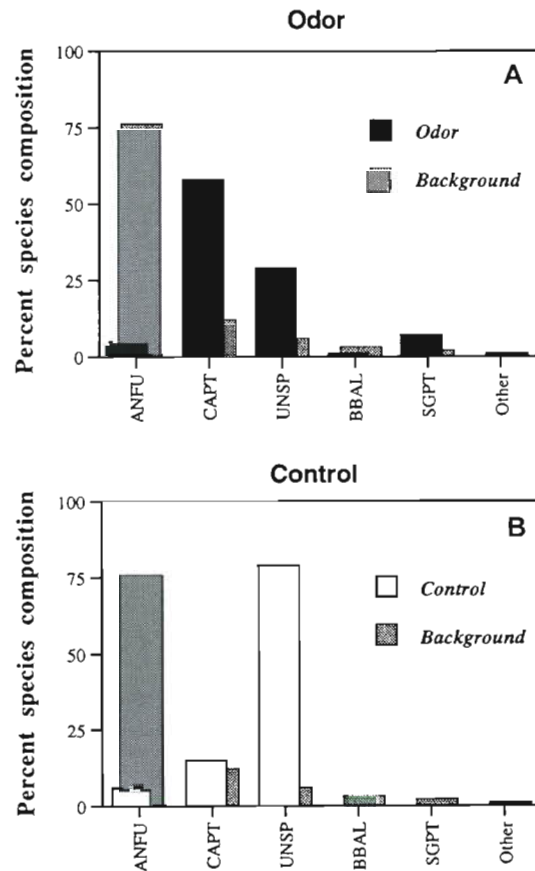 Odor
Percent species composition
100
75
50
25
0
A
Odor
Background
ANFU
CAPT
UNSP
BBAL
SGPT
Other
Control
Percent species composition
100
75
50
25
0
B
Control
Background
ANFU
CAPT
UNSP
BBAL
SGPT
Other